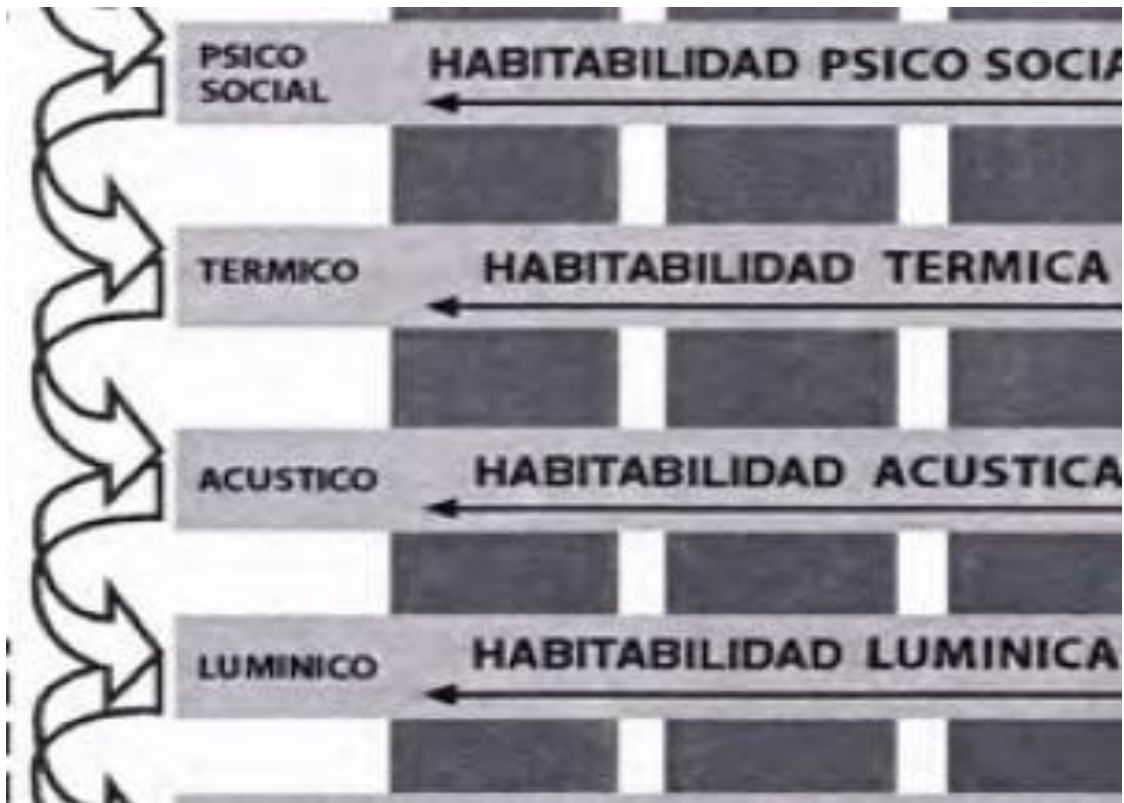 PSICO
SOCIAL
HABITABILIDAD PSICO SOCIA
TERMICO
HABITABILIDAD TERMICA
ACUSTICO
HABITABILIDAD ACUSTICA
LUMINICO
HABITABILIDAD LUMINICA